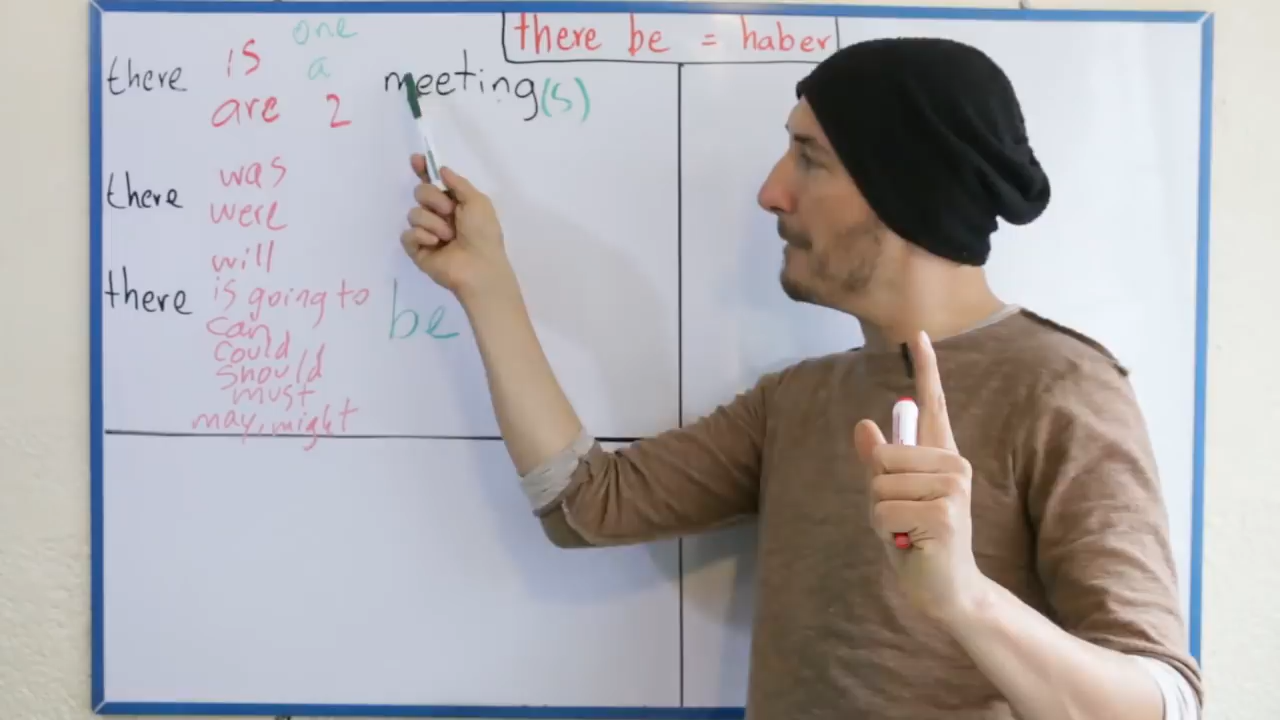 there be = haber
one
there is a meeting(s)
are 2
there was
were
will
there is going to be
can
could
should
must
may, might